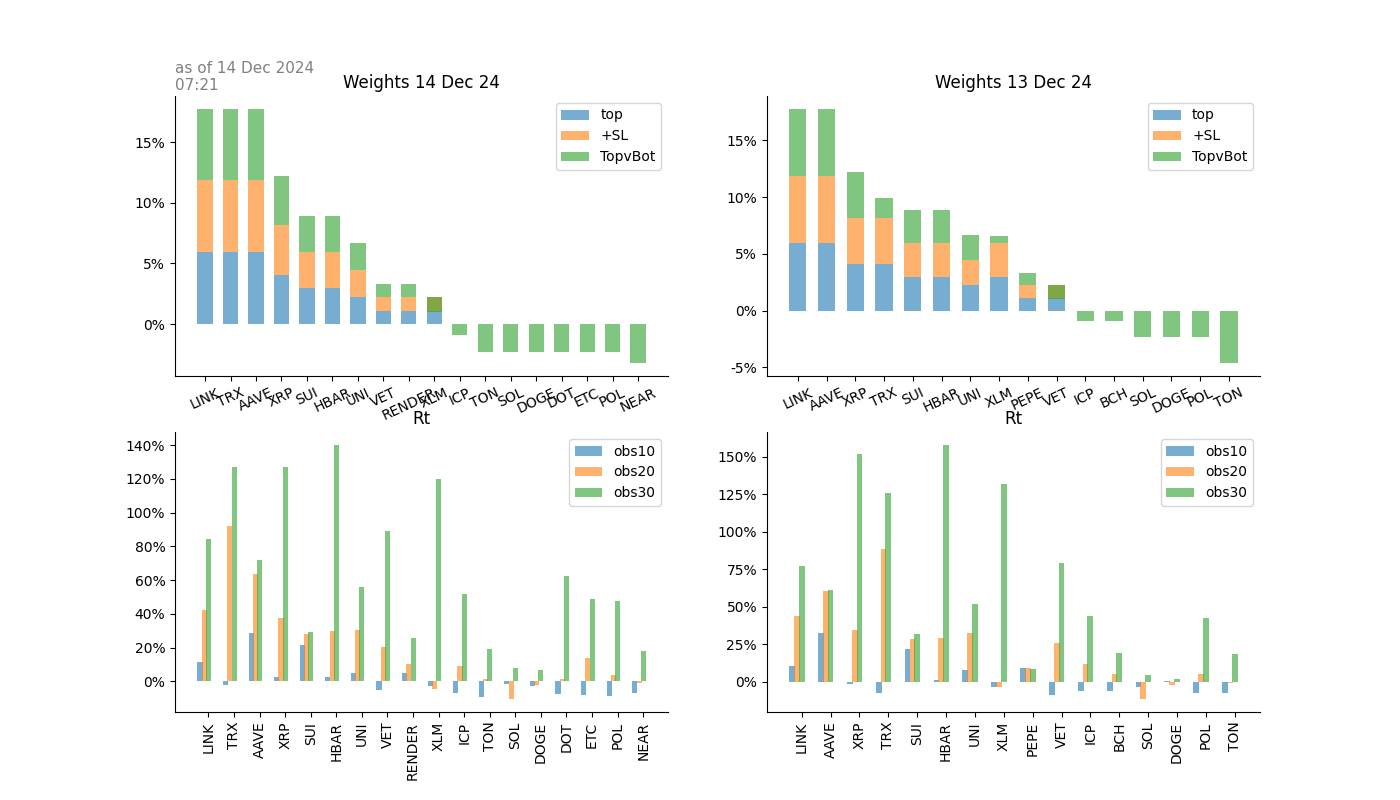 as of 14 Dec 2024
07:21
Weights 14 Dec 24
top
+SL
TopvBot
15%
10%
5%
0%
LINK TRX AAVE XRP SUI HBAR UNI VET RENDER XLM ICP TON SOL DOGE DOT ETC POL NEAR
Weights 13 Dec 24
top
+SL
TopvBot
15%
10%
5%
0%
-5%
LINK AAVE XRP TRX SUI HBAR UNI XLM PEPE VET ICP BCH SOL DOGE POL TON
Rt
obs10
obs20
obs30
140%
120%
100%
80%
60%
40%
20%
0%
LINK TRX AAVE XRP SUI HBAR UNI VET RENDER XLM ICP TON SOL DOGE DOT ETC POL NEAR
Rt
obs10
obs20
obs30
150%
125%
100%
75%
50%
25%
0%
LINK AAVE XRP TRX SUI HBAR UNI XLM PEPE VET ICP BCH SOL DOGE POL TON